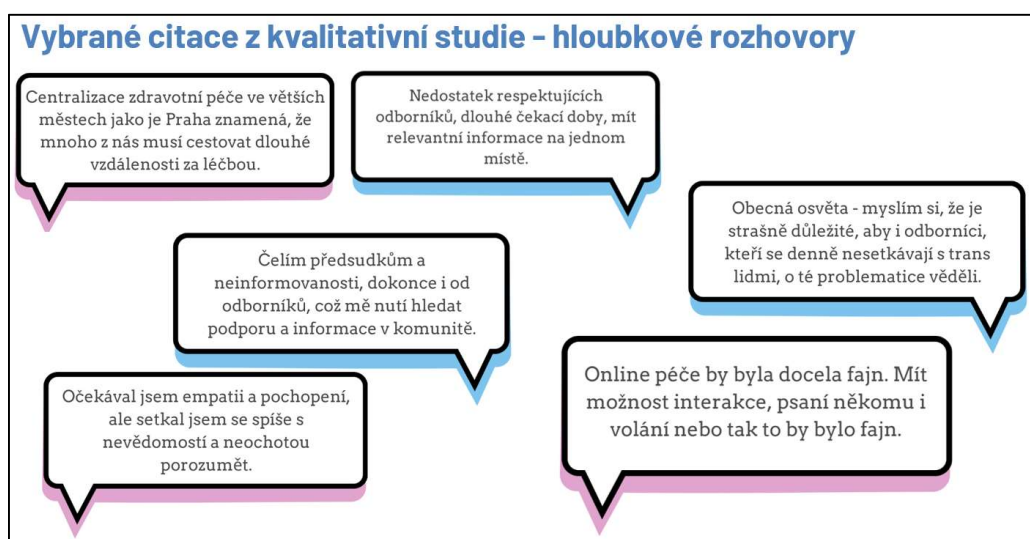 Vybrané citace z kvalitativní studie - hloubkové rozhovory
Centralizace zdravotní péče ve větších
městech jako je Praha znamená, že
mnoho z nás musí cestovat dlouhé
vzdálenosti za léčbou.
Nedostatek respektujících
odborníků, dlouhé čekací doby, mít
relevantní informace na jednom
místě.
Obecná osvěta - myslím si, že je
strašně důležité, aby i odborníci,
kteří se denně nesetkávají s trans
lidmi, o té problematice věděli.
Čelím předsudkům a
neinformovanosti, dokonce i od
odborníků, což mě nutí hledat
podporu a informace v komunitě.
Online péče by byla docela fajn. Mít
možnost interakce, psaní někomu i
volání nebo tak to by bylo fajn.
Očekával jsem empatii a pochopení,
ale setkal jsem se spíše s
nevědomostí a neochotou
porozumět.